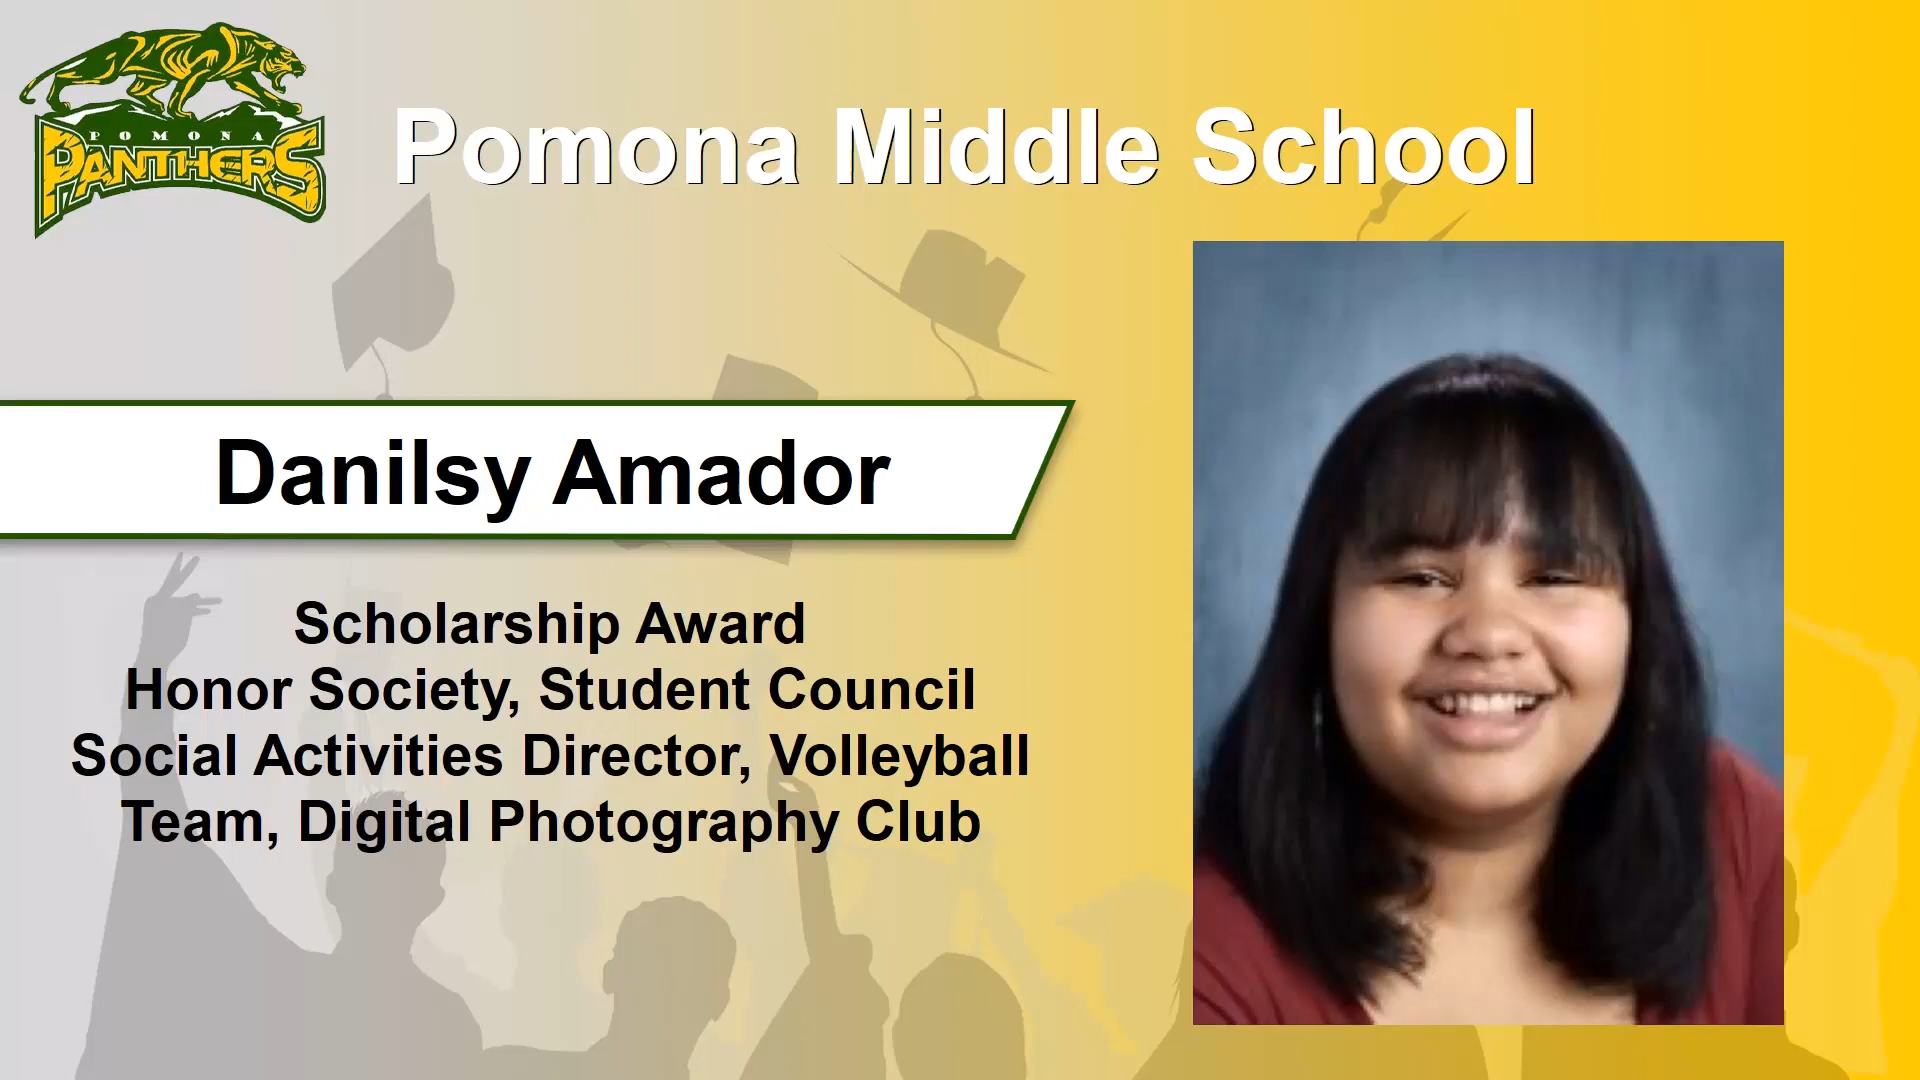 POMONA
PANTHERS
Pomona Middle School
Danilsy Amador
Scholarship Award
Honor Society, Student Council
Social Activities Director, Volleyball
Team, Digital Photography Club